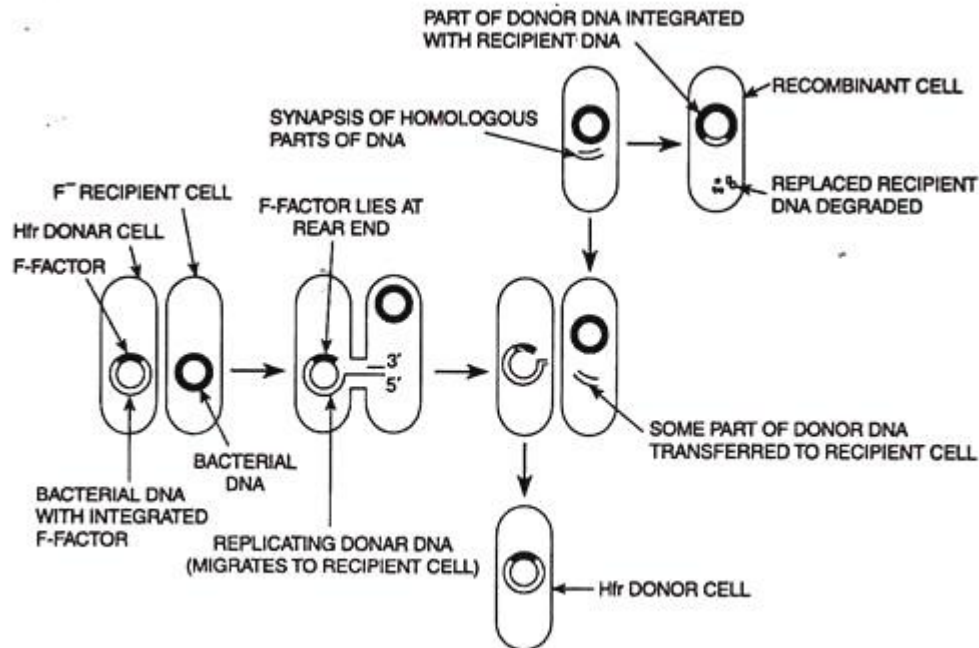 PART OF DONOR DNA INTEGRATED
WITH RECIPIENT DNA
RECOMBINANT CELL
SYNAPSIS OF HOMOLOGOUS
PARTS OF DNA
REPLACED RECIPIENT
DNA DEGRADED
F⁻ RECIPIENT CELL
Hfr DONAR CELL
F-FACTOR
F-FACTOR LIES AT
REAR END
3'
5'
SOME PART OF DONOR DNA
TRANSFERRED TO RECIPIENT CELL
BACTERIAL
DNA
BACTERIAL DNA
WITH INTEGRATED
F-FACTOR
REPLICATING DONAR DNA
(MIGRATES TO RECIPIENT CELL)
Hfr DONOR CELL